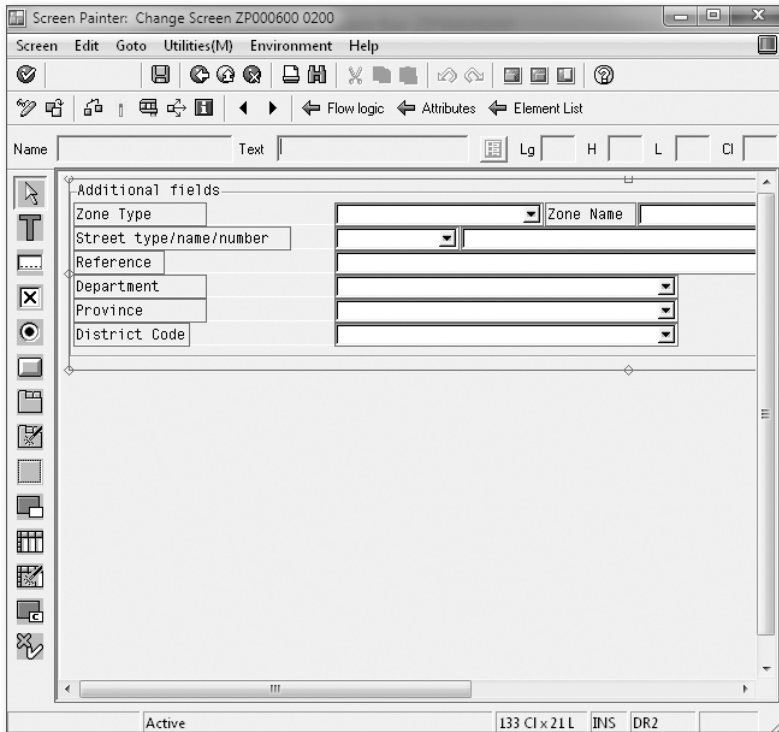 Screen Painter: Change Screen ZP000600 0200
Screen Edit Goto Utilities(M) Environment Help
Flow logic Attributes Element List
Name Text Lg H L Cl
Additional fields
Zone Type Zone Name
Street type/name/number
Reference
Department
Province
District Code
Active 133 Cl x 21 L INS DR2